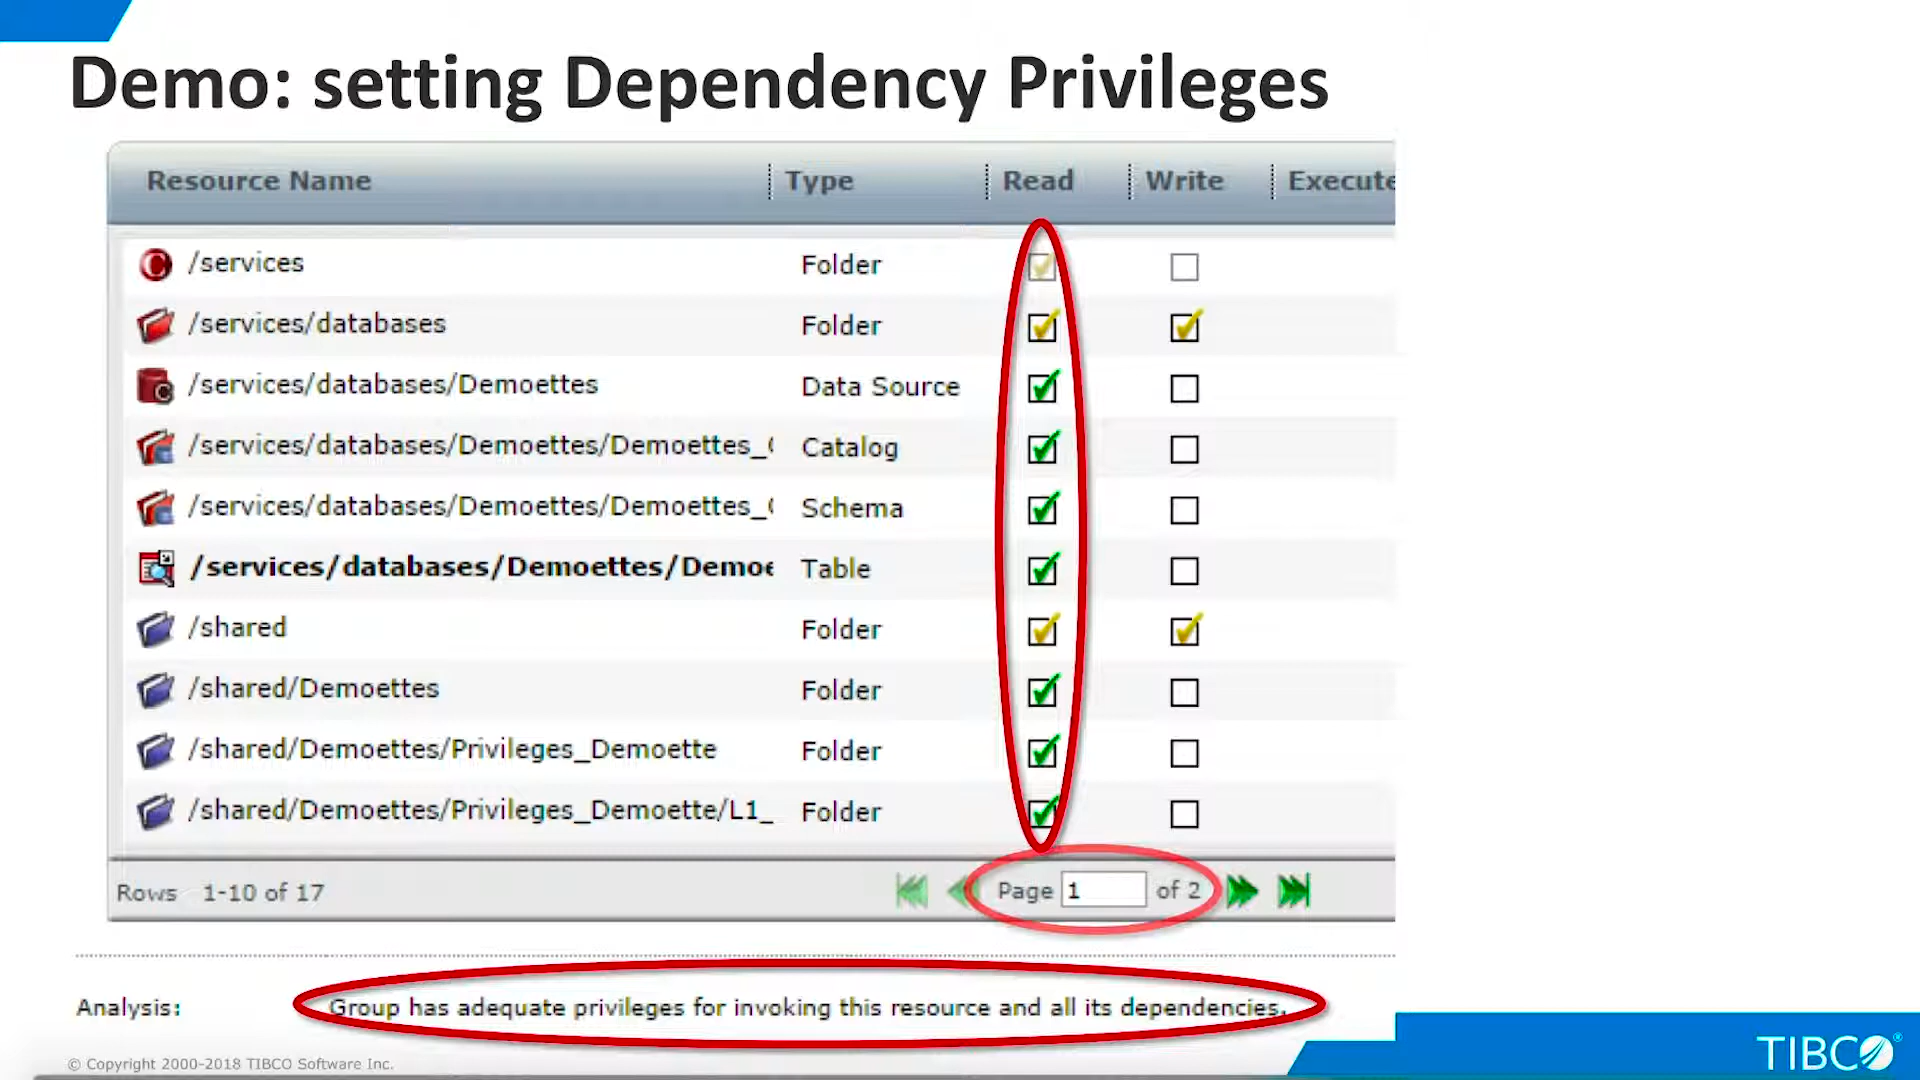 Demo: setting Dependency Privileges
Resource Name Type Read Write Execute
/services Folder
/services/databases Folder
/services/databases/Demoettes Data Source
/services/databases/Demoettes/Demoettes_ Catalog
/services/databases/Demoettes/Demoettes_ Schema
/services/databases/Demoettes/Demoe Table
/shared Folder
/shared/Demoettes Folder
/shared/Demoettes/Privileges_Demoette Folder
/shared/Demoettes/Privileges_Demoette/L1_ Folder
Rows 1-10 of 17 Page 1 of 2
Analysis: Group has adequate privileges for invoking this resource and all its dependencies.
© Copyright 2000-2018 TIBCO Software Inc.
TIBCO®